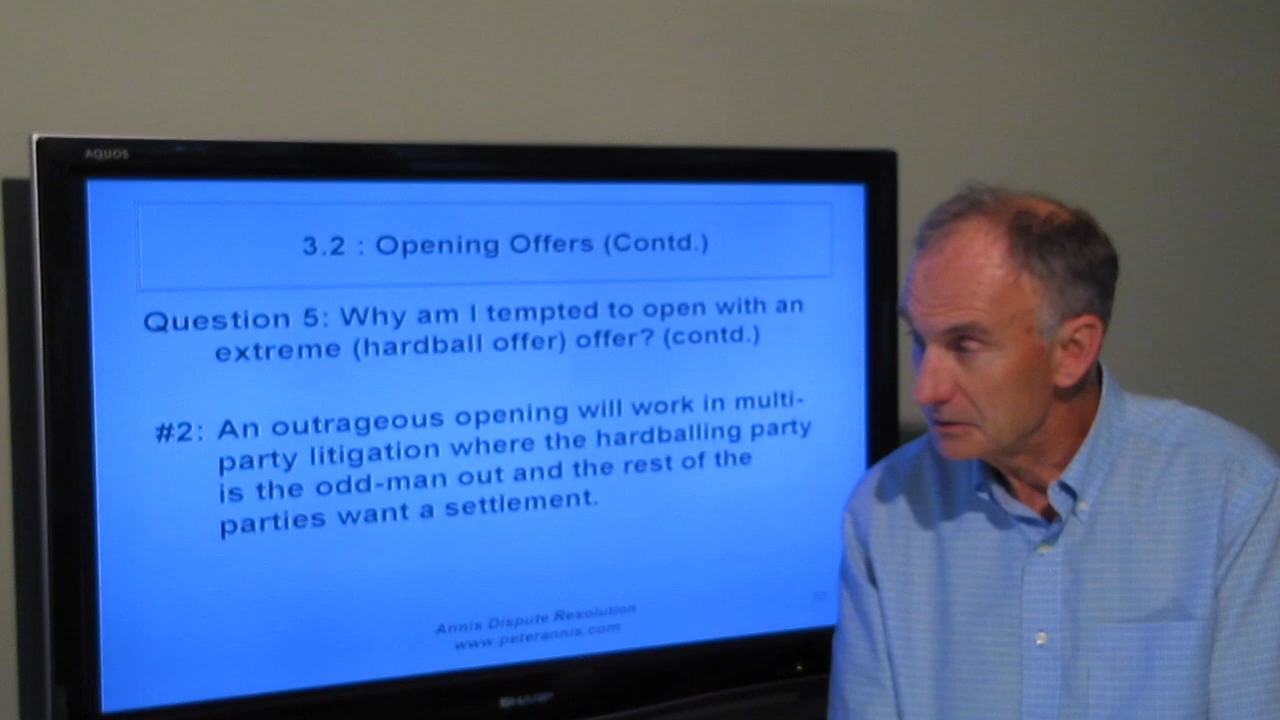 AQUOS
3.2 : Opening Offers (Contd.)
Question 5: Why am I tempted to open with an
extreme (hardball offer) offer? (contd.)
#2: An outrageous opening will work in multi-
party litigation where the hardballing party
is the odd-man out and the rest of the
parties want a settlement.
Annis Dispute Resolution
www.peterannis.com
SHARP